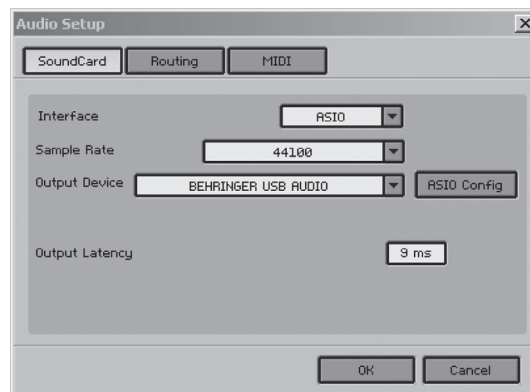 Audio Setup
SoundCard Routing MIDI
Interface ASIO
Sample Rate 44100
Output Device BEHRINGER USB AUDIO ASIO Config
Output Latency 9 ms
OK Cancel